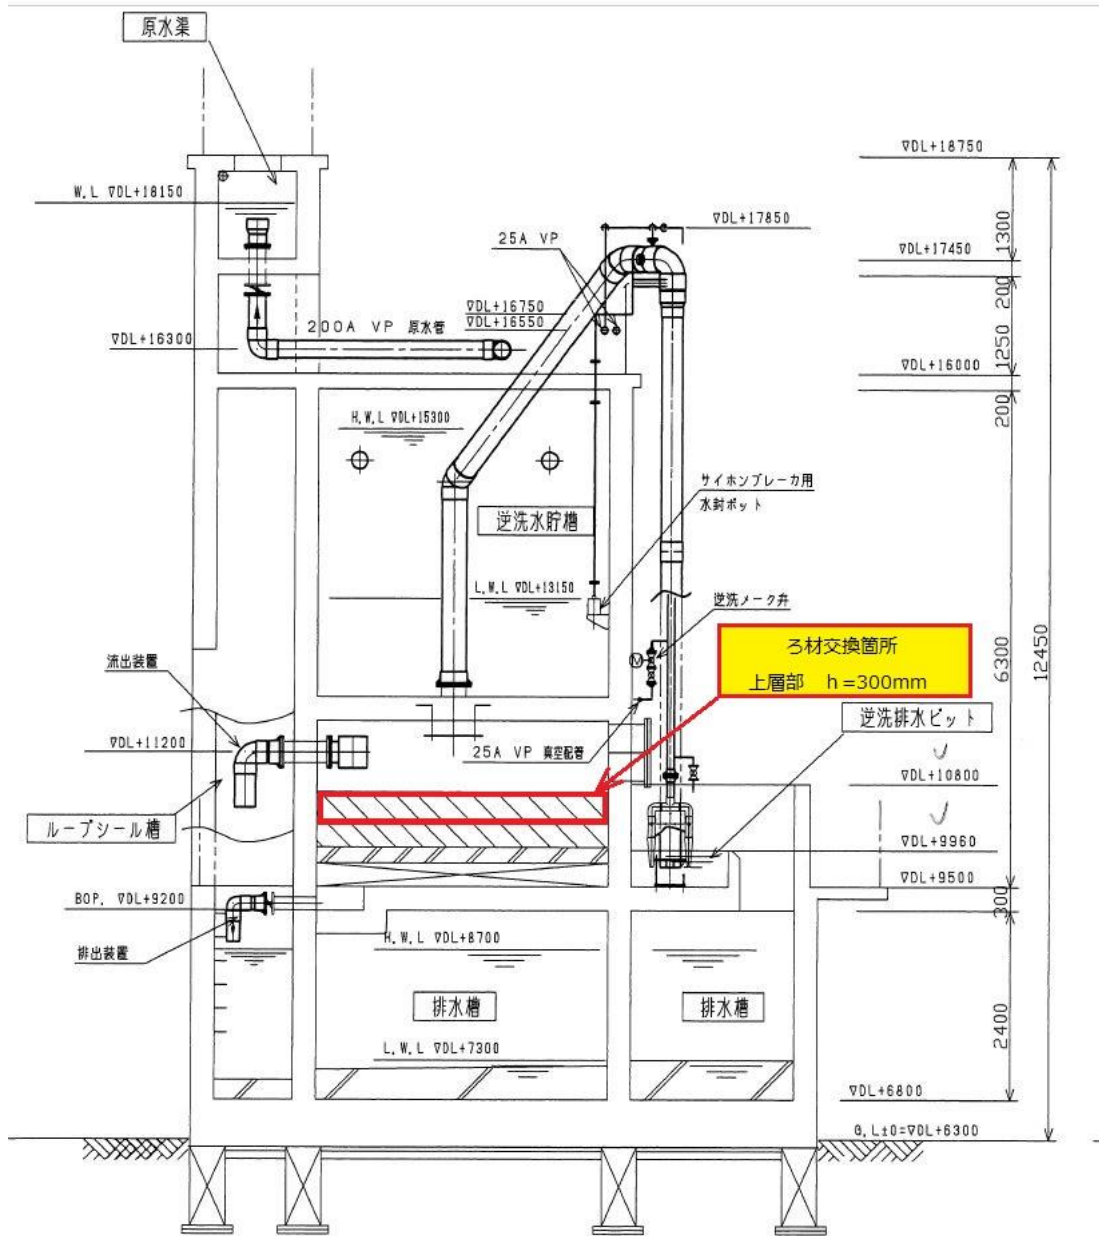 原水渠
▽DL+18750
W.L ▽DL+18150
▽DL+17850
25A VP
▽DL+17450
1300
200
▽DL+16750
▽DL+16550
200A VP 原水管
▽DL+16300
1250
▽DL+16000
200
H.W.L ▽DL+15300
サイホンブレーカ用
水封ポット
逆洗水貯槽
L.W.L ▽DL+13150
逆洗メーク弁
ろ材交換箇所
上層部 h=300mm
M
6300
12450
流出装置
逆洗排水ピット
▽DL+11200
25A VP 真空配管
▽DL+10800
ループシール槽
▽DL+9960
▽DL+9500
BOP. ▽DL+9200
300
排出装置
H.W.L ▽DL+8700
排水槽
排水槽
2400
L.W.L ▽DL+7300
▽DL+6800
G.L±0=▽DL+6300